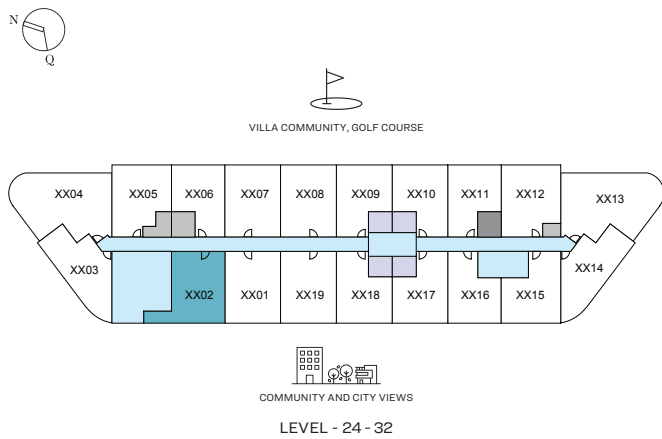 N
Q
VILLA COMMUNITY, GOLF COURSE
XX04 XX05 XX06 XX07 XX08 XX09 XX10 XX11 XX12 XX13
XX03 XX14
XX02 XX01 XX19 XX18 XX17 XX16 XX15
COMMUNITY AND CITY VIEWS
LEVEL - 24 - 32